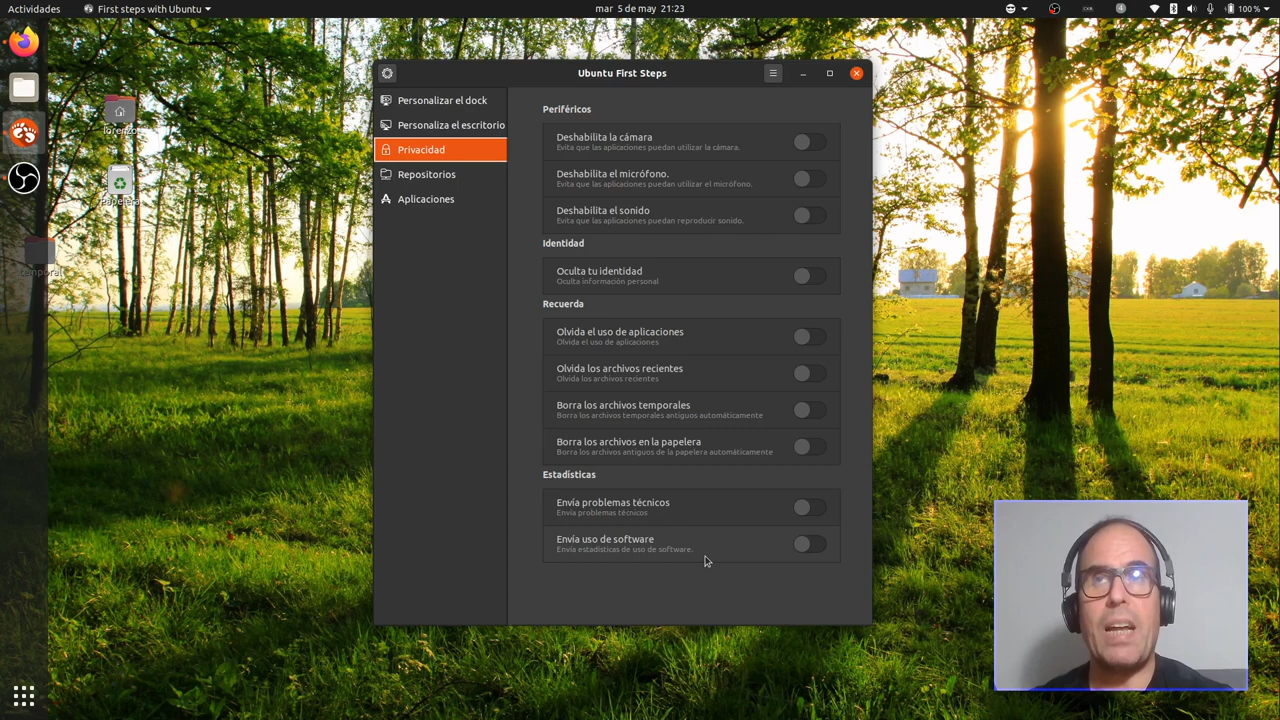 Actividades
First steps with Ubuntu
mar 5 de may 21:23
4
100 %
Ubuntu First Steps
Personalizar el dock
Personaliza el escritorio
Privacidad
Repositorios
Aplicaciones
Periféricos
Deshabilita la cámara
Evita que las aplicaciones puedan utilizar la cámara.
Deshabilita el micrófono.
Evita que las aplicaciones puedan utilizar el micrófono.
Deshabilita el sonido
Evita que las aplicaciones puedan reproducir sonido.
Identidad
Oculta tu identidad
Oculta información personal
Recuerda
Olvida el uso de aplicaciones
Olvida el uso de aplicaciones
Olvida los archivos recientes
Olvida los archivos recientes
Borra los archivos temporales
Borra los archivos temporales antiguos automáticamente
Borra los archivos en la papelera
Borra los archivos antiguos de la papelera automáticamente
Estadísticas
Envía problemas técnicos
Envía problemas técnicos
Envía uso de software
Envía estadísticas de uso de software.
Papelera
temporal